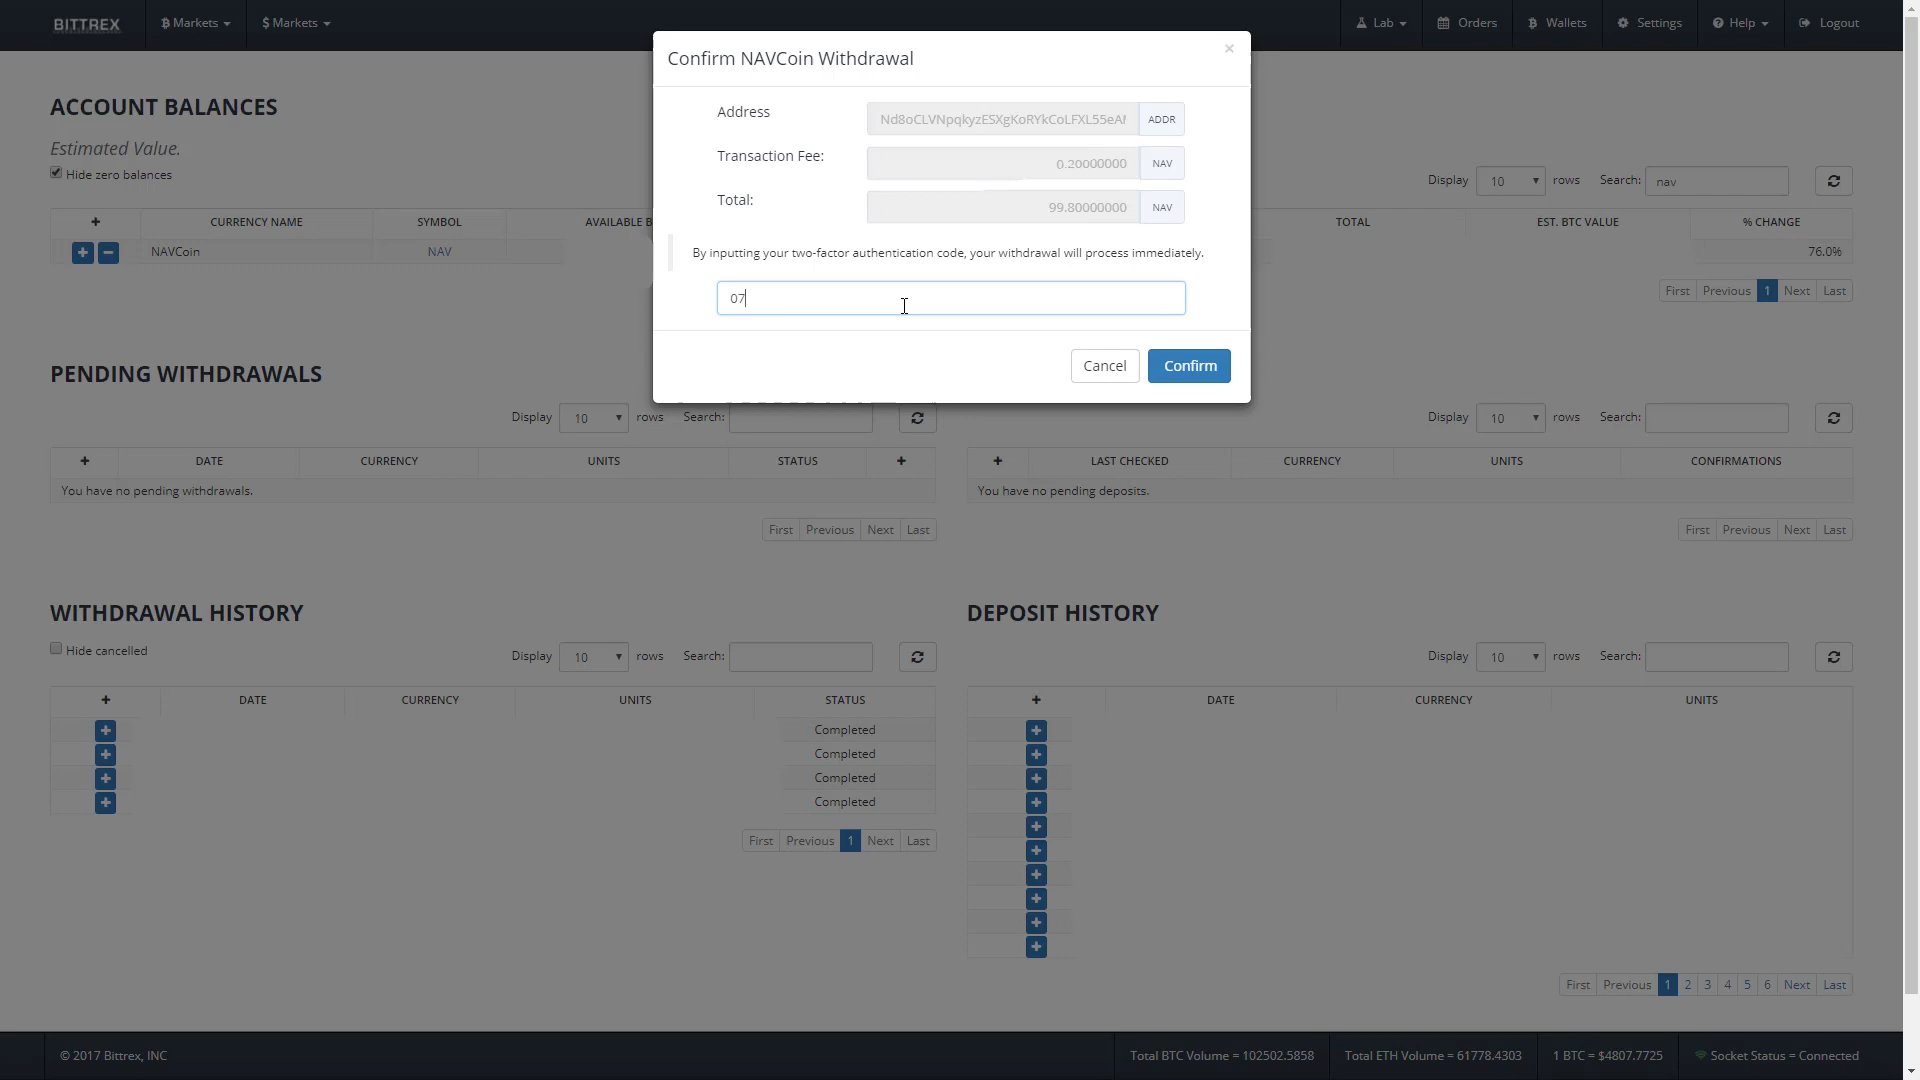 BITTREX
Markets
$ Markets
Lab
Orders
Wallets
Settings
Help
Logout
Confirm NAVCoin Withdrawal
×
Address
Nd8oCLVNpqkyzESXgKoRYkCoLFXL55eA
ADDR
Transaction Fee:
0.20000000
NAV
Total:
99.80000000
NAV
By inputting your two-factor authentication code, your withdrawal will process immediately.
07
Cancel
Confirm
ACCOUNT BALANCES
Estimated Value.
Hide zero balances
Display 10 rows Search: nav
+ CURRENCY NAME SYMBOL AVAILABLE B TOTAL EST. BTC VALUE % CHANGE
NAVCoin NAV 76.0%
First Previous 1 Next Last
PENDING WITHDRAWALS
Display 10 rows Search:
+ DATE CURRENCY UNITS STATUS +
You have no pending withdrawals.
First Previous Next Last
Display 10 rows Search:
+ LAST CHECKED CURRENCY UNITS CONFIRMATIONS
You have no pending deposits.
First Previous Next Last
WITHDRAWAL HISTORY
Hide cancelled
Display 10 rows Search:
+ DATE CURRENCY UNITS STATUS
Completed
Completed
Completed
Completed
First Previous 1 Next Last
DEPOSIT HISTORY
Display 10 rows Search:
+ DATE CURRENCY UNITS
First Previous 1 2 3 4 5 6 Next Last
© 2017 Bittrex, INC
Total BTC Volume = 102502.5858
Total ETH Volume = 61778.4303
1 BTC = $4807.7725
Socket Status = Connected